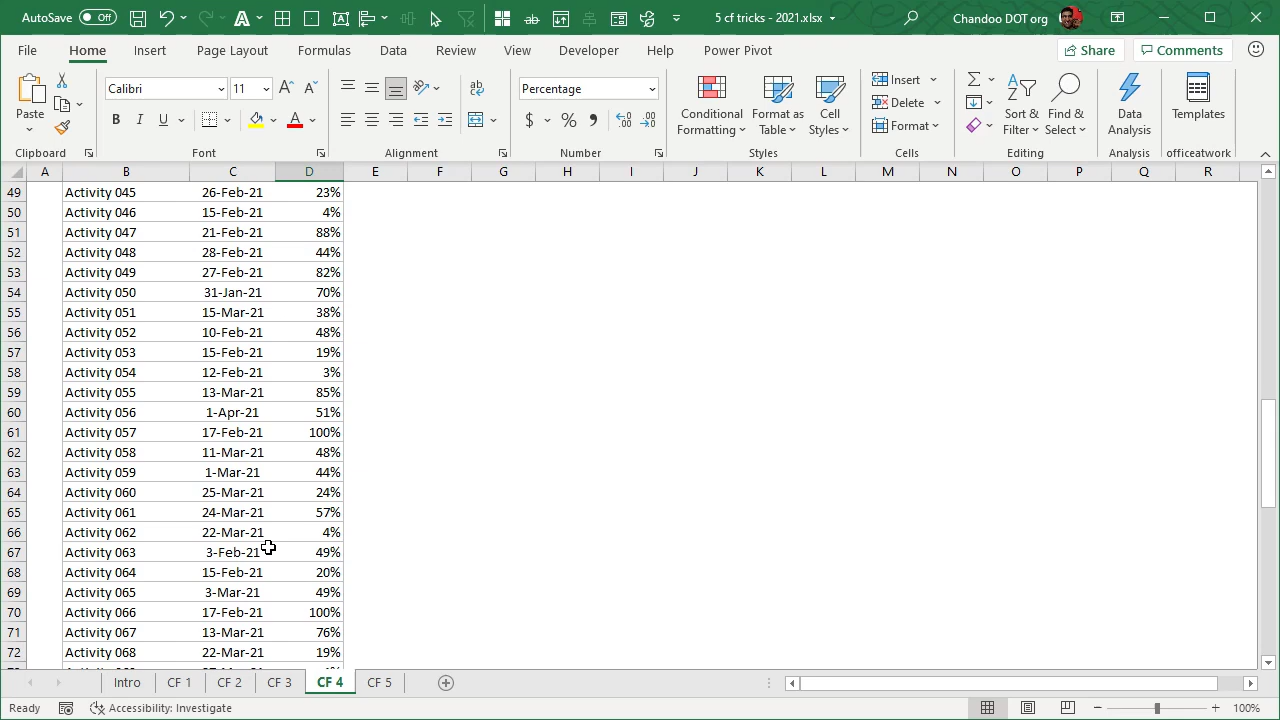 AutoSave Off 5 cf tricks - 2021.xlsx Chandoo DOT org
File Home Insert Page Layout Formulas Data Review View Developer Help Power Pivot Share Comments
Paste Calibri 11 Percentage Conditional Formatting Format as Table Cell Styles Insert Delete Format Sort & Filter Find & Select Data Analysis Templates
Clipboard Font Alignment Number Styles Cells Editing Analysis officeatwork
A B C D E F G H I J K L M N O P Q R
49 Activity 045 26-Feb-21 23%
50 Activity 046 15-Feb-21 4%
51 Activity 047 21-Feb-21 88%
52 Activity 048 28-Feb-21 44%
53 Activity 049 27-Feb-21 82%
54 Activity 050 31-Jan-21 70%
55 Activity 051 15-Mar-21 38%
56 Activity 052 10-Feb-21 48%
57 Activity 053 15-Feb-21 19%
58 Activity 054 12-Feb-21 3%
59 Activity 055 13-Mar-21 85%
60 Activity 056 1-Apr-21 51%
61 Activity 057 17-Feb-21 100%
62 Activity 058 11-Mar-21 48%
63 Activity 059 1-Mar-21 44%
64 Activity 060 25-Mar-21 24%
65 Activity 061 24-Mar-21 57%
66 Activity 062 22-Mar-21 4%
67 Activity 063 3-Feb-21 49%
68 Activity 064 15-Feb-21 20%
69 Activity 065 3-Mar-21 49%
70 Activity 066 17-Feb-21 100%
71 Activity 067 13-Mar-21 76%
72 Activity 068 22-Mar-21 19%
Intro CF 1 CF 2 CF 3 CF 4 CF 5
Ready Accessibility: Investigate 100%